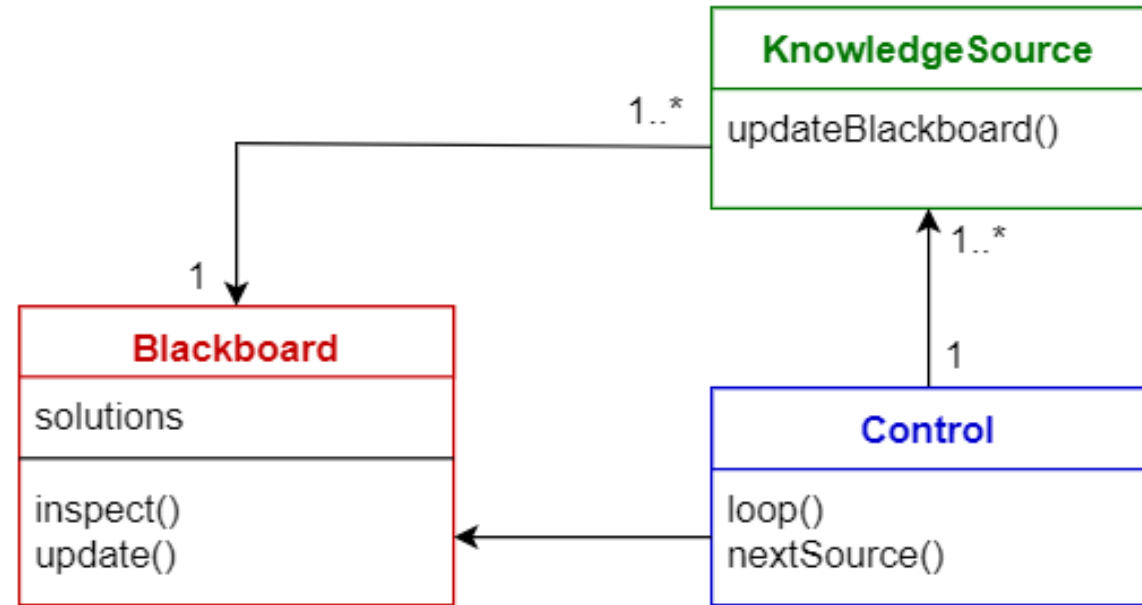 KnowledgeSource
updateBlackboard()
1..*
1
1..*
1
Blackboard
solutions
inspect()
update()
Control
loop()
nextSource()